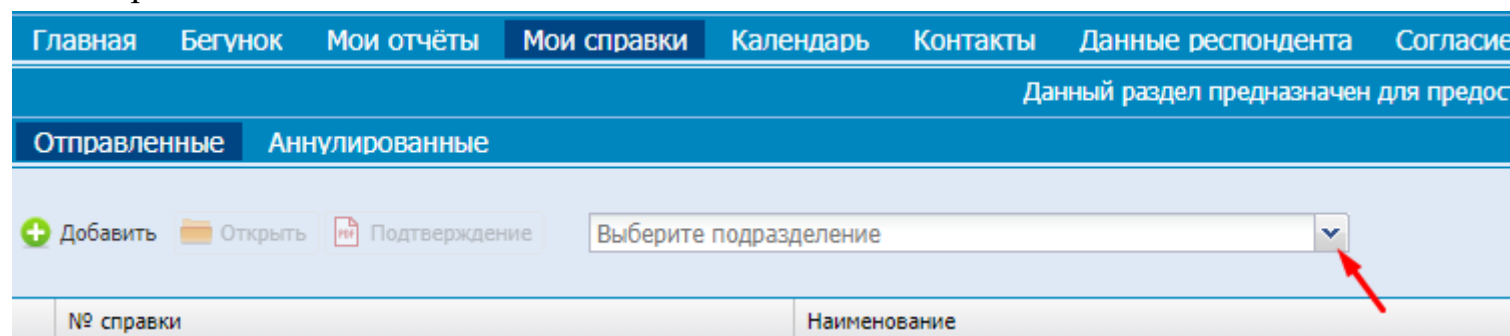 Главная Бегунок Мои отчёты Мои справки Календарь Контакты Данные респондента Согласие
Данный раздел предназначен для предос
Отправленные Аннулированные
Добавить Открыть Подтверждение Выберите подразделение
№ справки Наименование